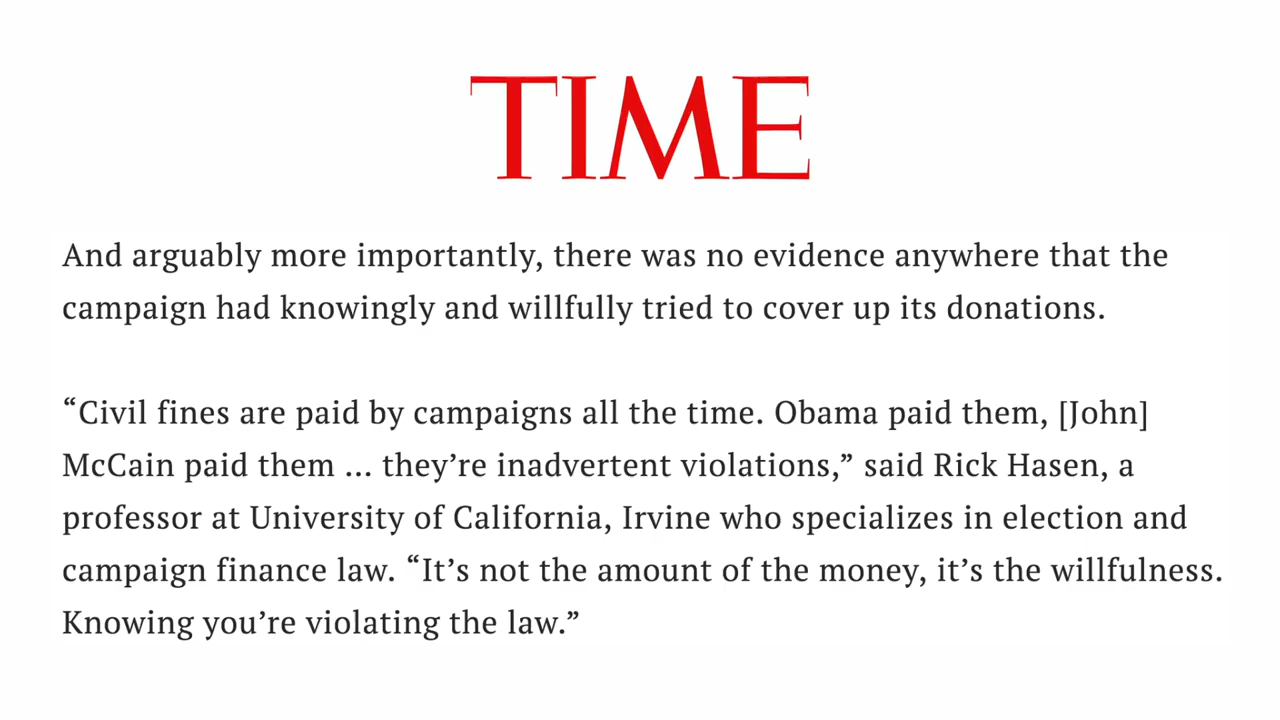 TIME
And arguably more importantly, there was no evidence anywhere that the
campaign had knowingly and willfully tried to cover up its donations.
“Civil fines are paid by campaigns all the time. Obama paid them, [John]
McCain paid them ... they’re inadvertent violations,” said Rick Hasen, a
professor at University of California, Irvine who specializes in election and
campaign finance law. “It’s not the amount of the money, it’s the willfulness.
Knowing you’re violating the law.”